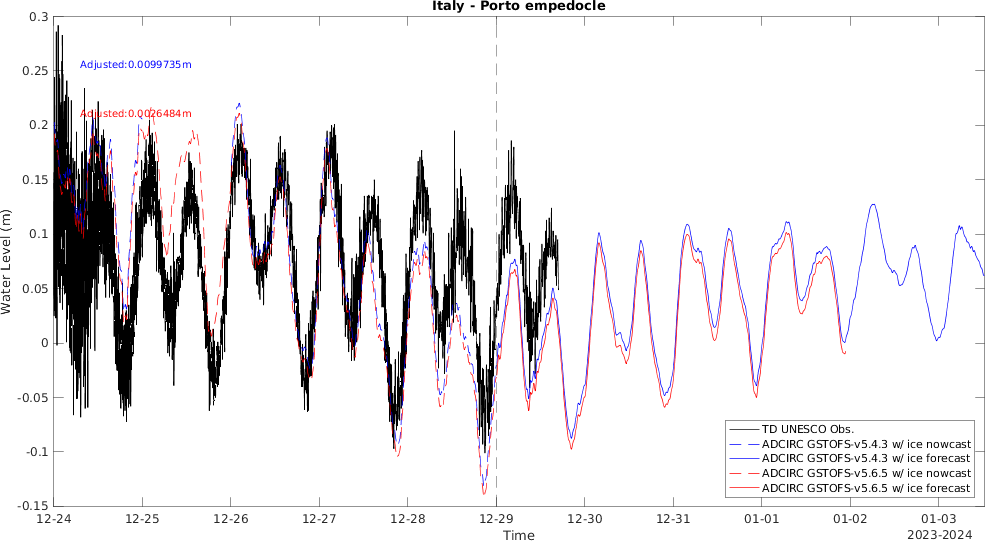 Italy - Porto empedocle
Water Level (m)
0.3
0.25
0.2
0.15
0.1
0.05
0
-0.05
-0.1
-0.15
Adjusted:0.0099735m
Adjusted:0.0026484m
TD UNESCO Obs.
ADCIRC GSTOFS-v5.4.3 w/ ice nowcast
ADCIRC GSTOFS-v5.4.3 w/ ice forecast
ADCIRC GSTOFS-v5.6.5 w/ ice nowcast
ADCIRC GSTOFS-v5.6.5 w/ ice forecast
12-24 12-25 12-26 12-27 12-28 12-29 12-30 12-31 01-01 01-02 01-03
Time
2023-2024